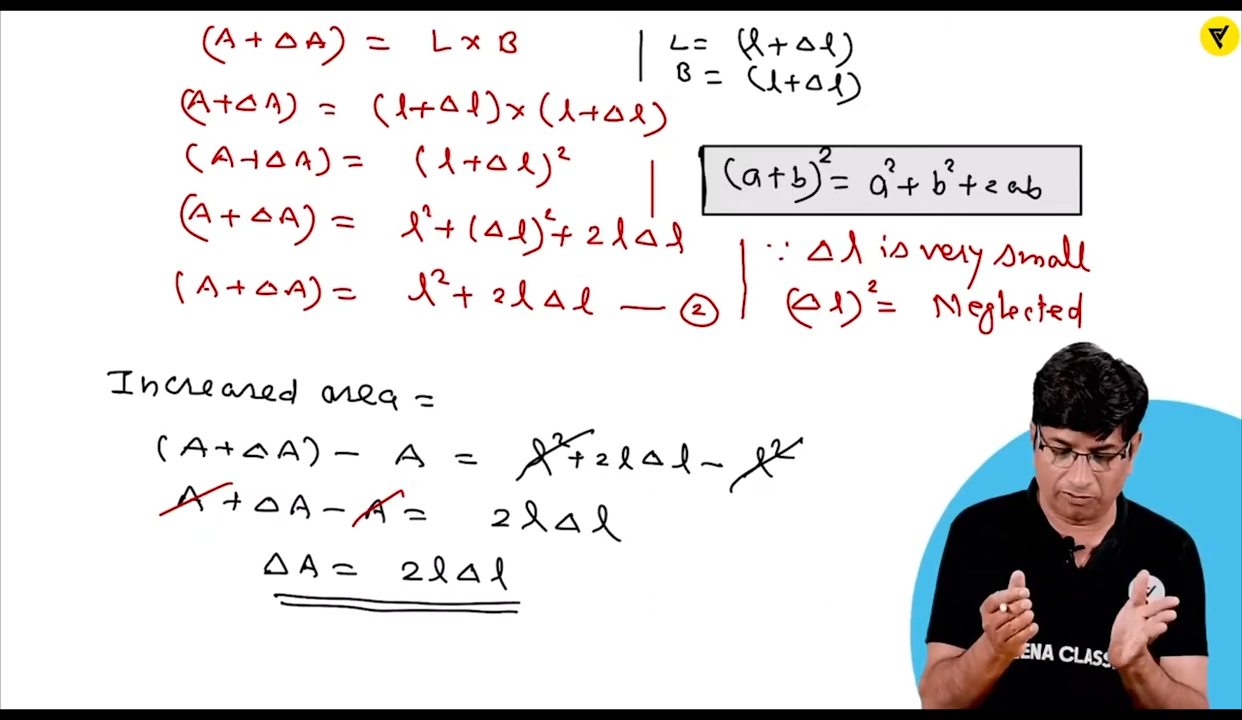 (A + ΔA) = L × B
L = (l + Δl)
B = (l + Δl)
(A + ΔA) = (l + Δl) × (l + Δl)
(A + ΔA) = (l + Δl)²
(a + b)² = a² + b² + 2ab
(A + ΔA) = l² + (Δl)² + 2lΔl
∵ Δl is very small
(A + ΔA) = l² + 2lΔl — ②
(Δl)² = Neglected
Increased area =
(A + ΔA) - A = l² + 2lΔl - l²
A + ΔA - A = 2lΔl
ΔA = 2lΔl
ENA CLASS